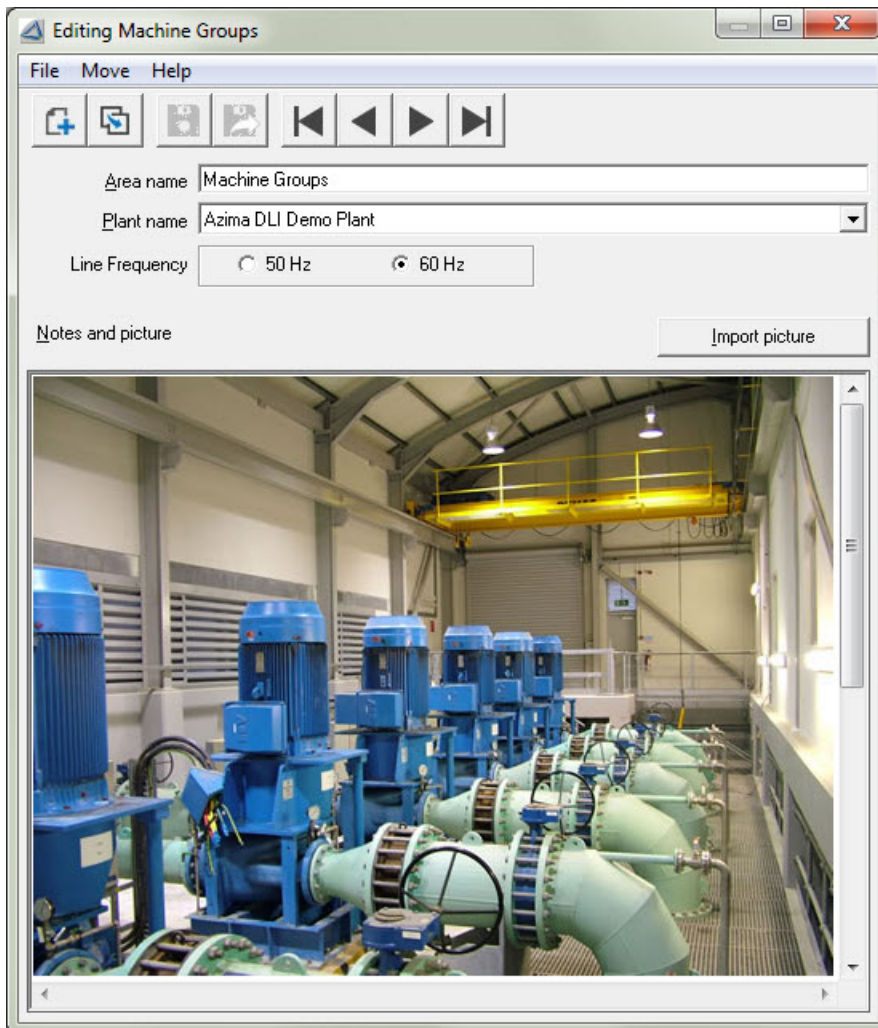 Editing Machine Groups
File Move Help
Area name Machine Groups
Plant name Azima DLI Demo Plant
Line Frequency 50 Hz 60 Hz
Notes and picture Import picture